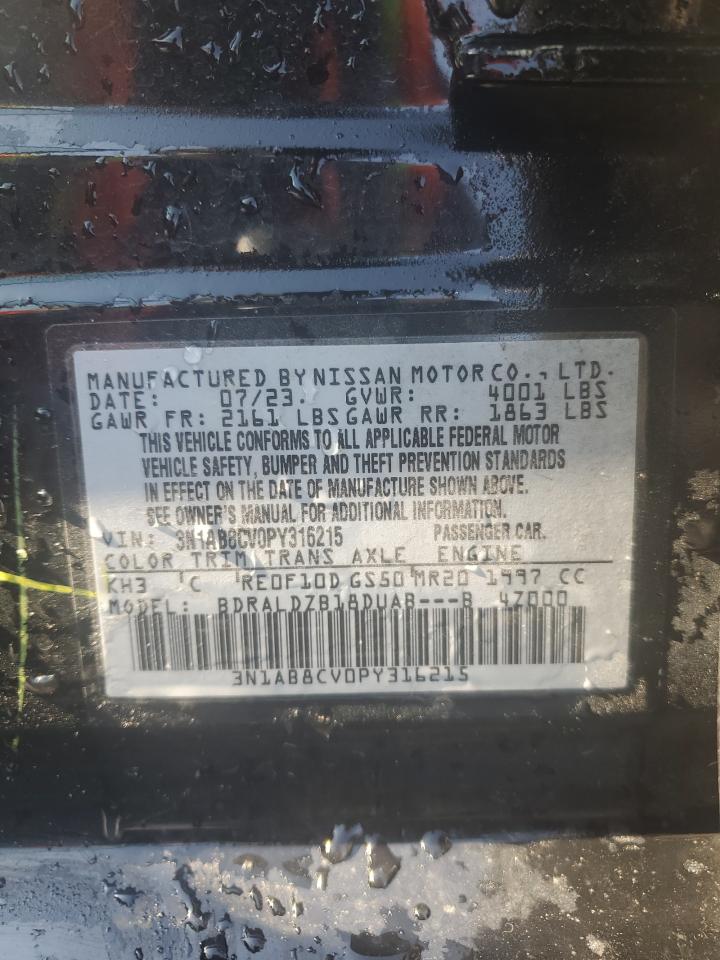 MANUFACTURED BY NISSAN MOTOR CO., LTD.
DATE: 07/23. GVWR: 4001 LBS
GAWR FR: 2161 LBS GAWR RR: 1863 LBS
THIS VEHICLE CONFORMS TO ALL APPLICABLE FEDERAL MOTOR
VEHICLE SAFETY, BUMPER AND THEFT PREVENTION STANDARDS
IN EFFECT ON THE DATE OF MANUFACTURE SHOWN ABOVE.
SEE OWNER'S MANUAL FOR ADDITIONAL INFORMATION.
VIN: 3N1AB8CV0PY316215 PASSENGER CAR.
COLOR TRIM TRANS AXLE ENGINE
KH3 C RE0F10D GS50 MR20 1997 CC
MODEL: BDRALDZB18DUAB---B 4Z000
3N1AB8CV0PY316215